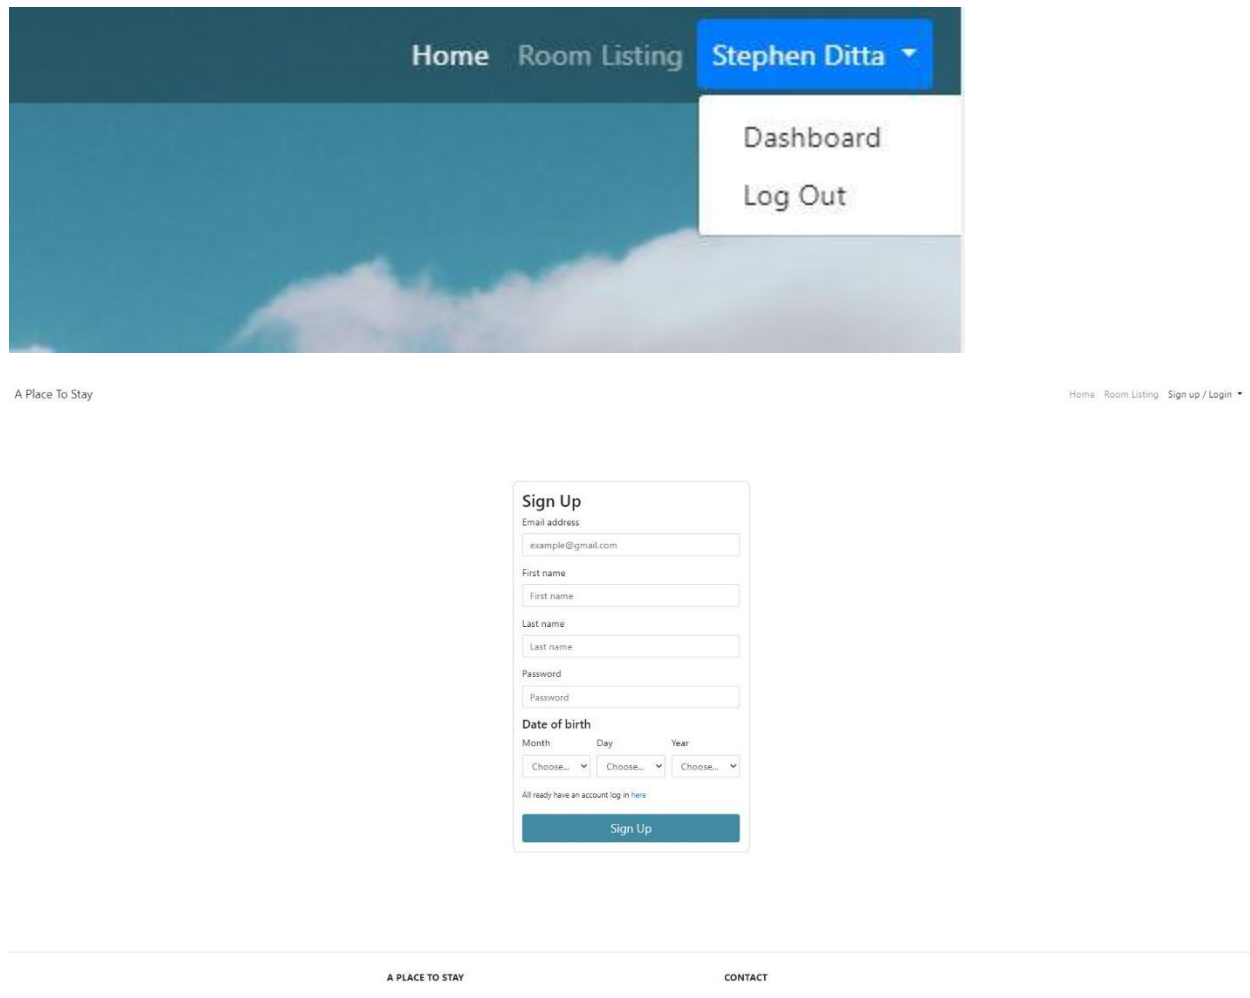 Home Room Listing Stephen Ditta
Dashboard
Log Out
A Place To Stay
Home Room Listing Sign up / Login
Sign Up
Email address
example@gmail.com
First name
First name
Last name
Last name
Password
Password
Date of birth
Month Day Year
Choose... Choose... Choose...
All ready have an account log in here
Sign Up
A PLACE TO STAY CONTACT